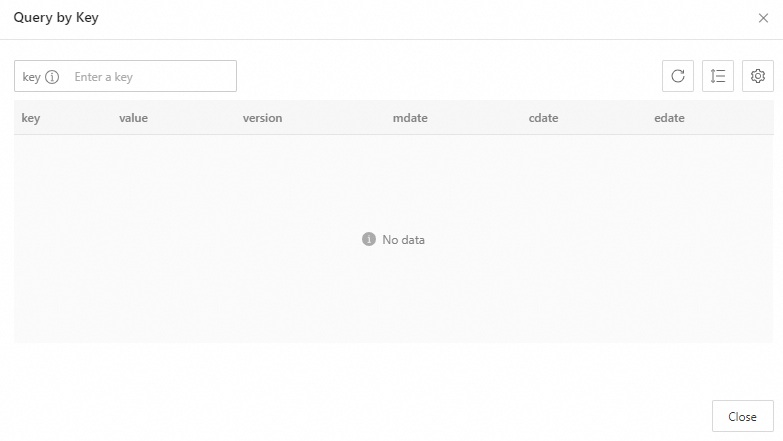 Query by Key
key Enter a key
key value version mdate cdate edate
No data
Close